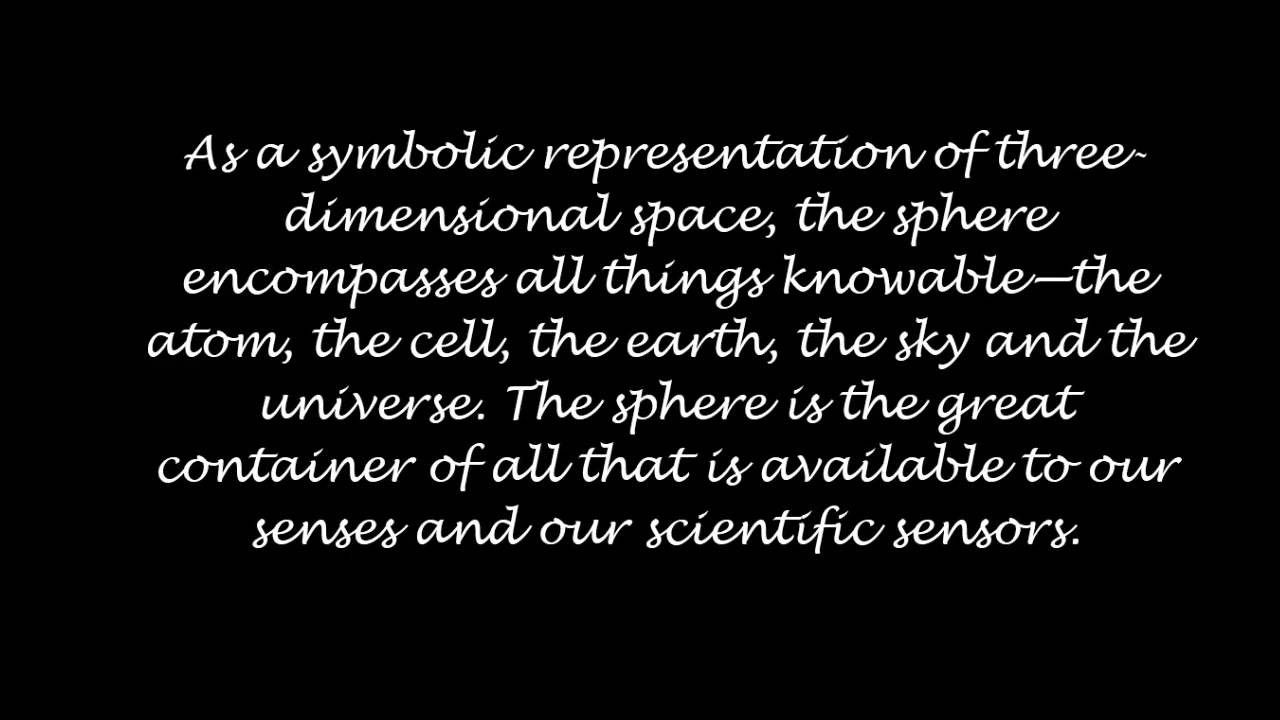 As a symbolic representation of three-
dimensional space, the sphere
encompasses all things knowable—the
atom, the cell, the earth, the sky and the
universe. The sphere is the great
container of all that is available to our
senses and our scientific sensors.